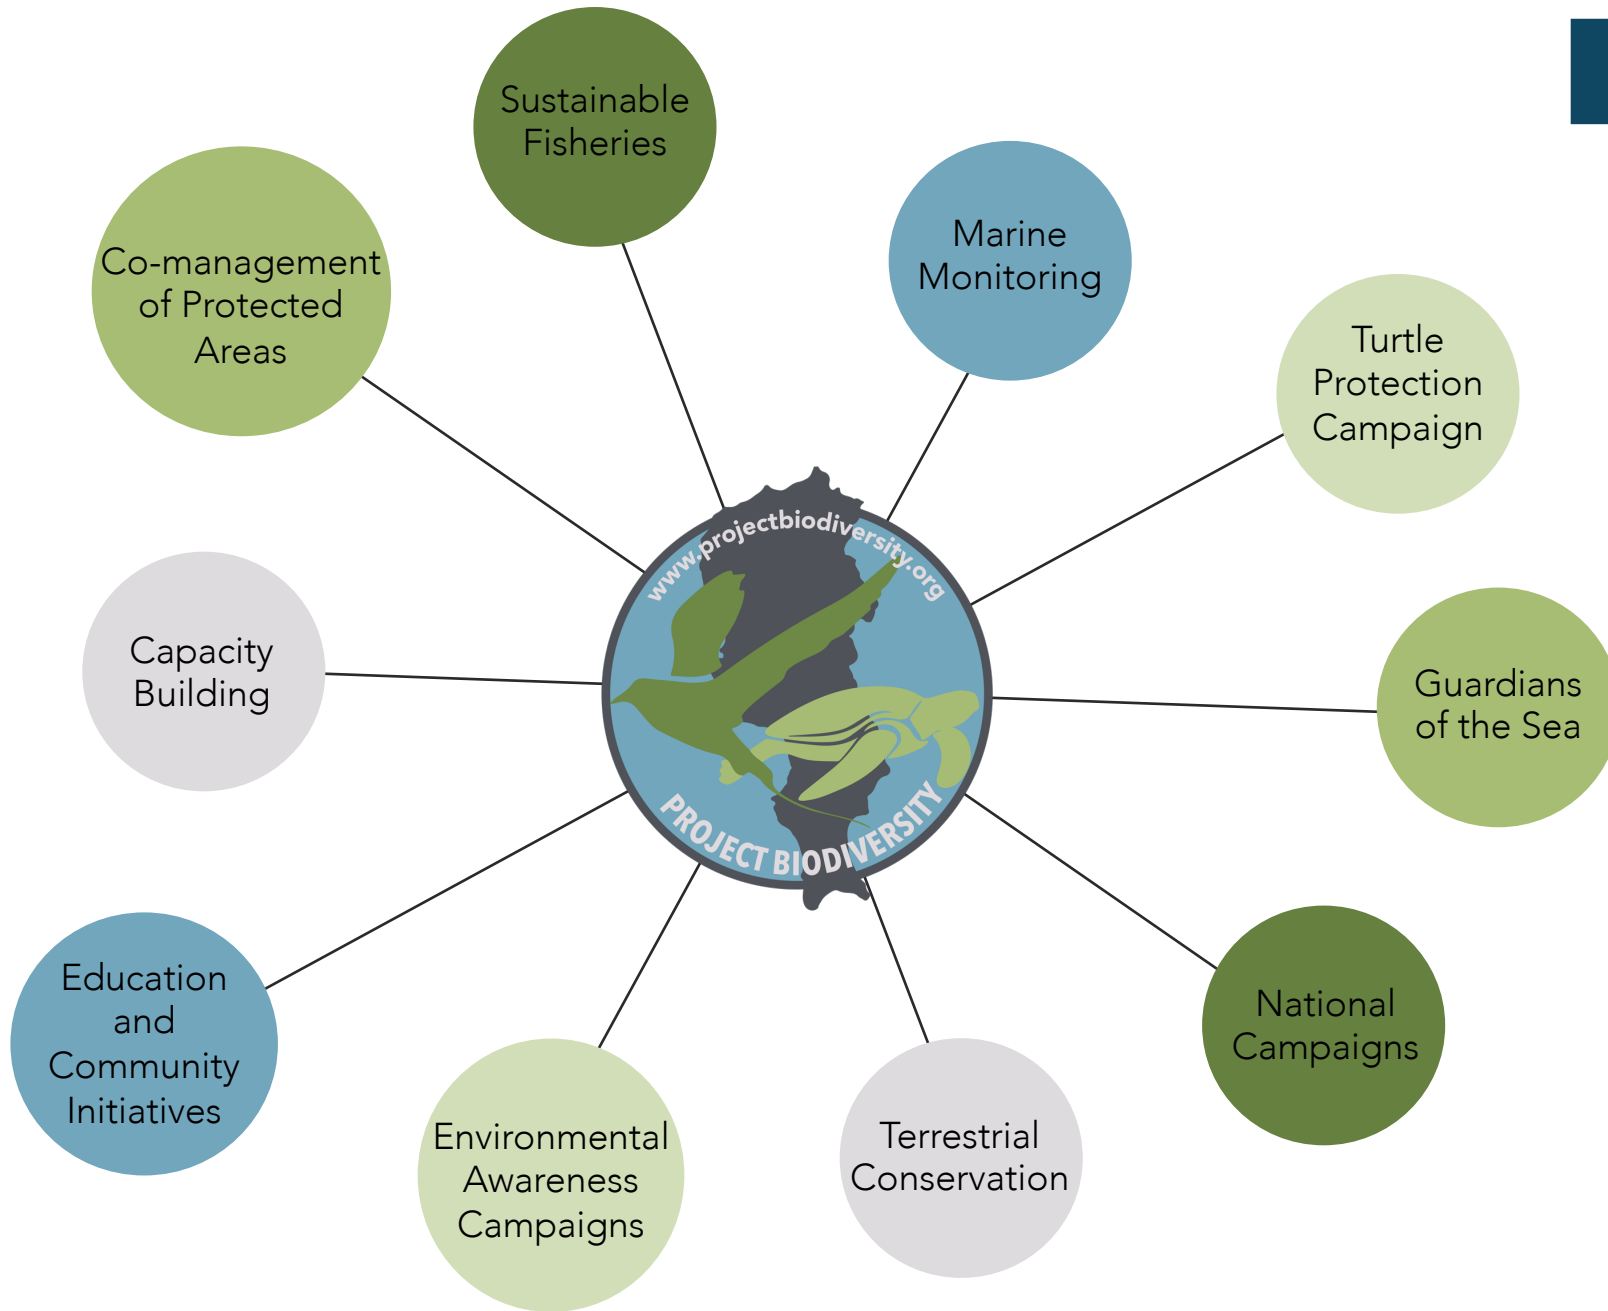 Sustainable
Fisheries
Marine
Monitoring
Co-management
of Protected
Areas
Turtle
Protection
Campaign
www.projectbiodiversity.org
Capacity
Building
Guardians
of the Sea
PROJECT BIODIVERSITY
Education
and
Community
Initiatives
National
Campaigns
Environmental
Awareness
Campaigns
Terrestrial
Conservation